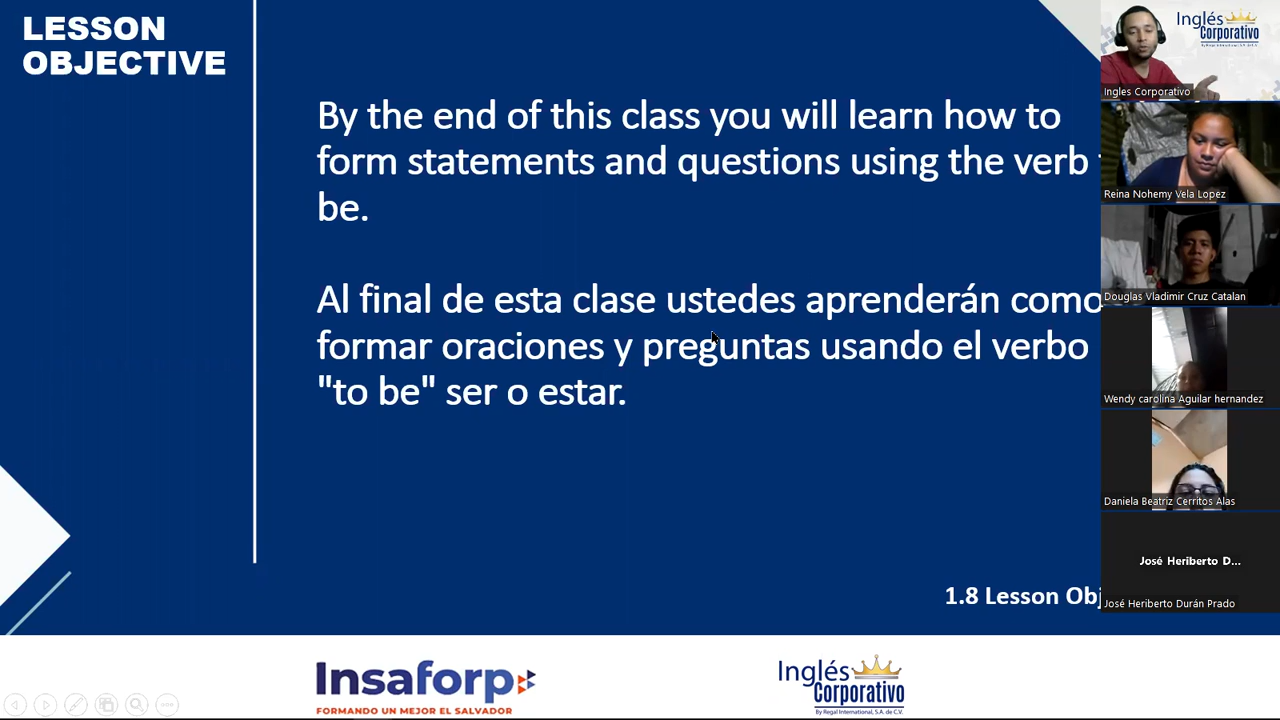 LESSON
OBJECTIVE
By the end of this class you will learn how to
form statements and questions using the verb
be.
Al final de esta clase ustedes aprenderán como
formar oraciones y preguntas usando el verbo
"to be" ser o estar.
1.8 Lesson Obj
Insaforp
FORMANDO UN MEJOR EL SALVADOR
Inglés
Corporativo
By Regal International, S.A. de C.V.
Inglés
Corporativo
Ingles Corporativo
Reina Nohemy Vela Lopez
Douglas Vladimir Cruz Catalan
Wendy carolina Aguilar hernandez
Daniela Beatriz Cerritos Alas
José Heriberto D...
José Heriberto Durán Prado